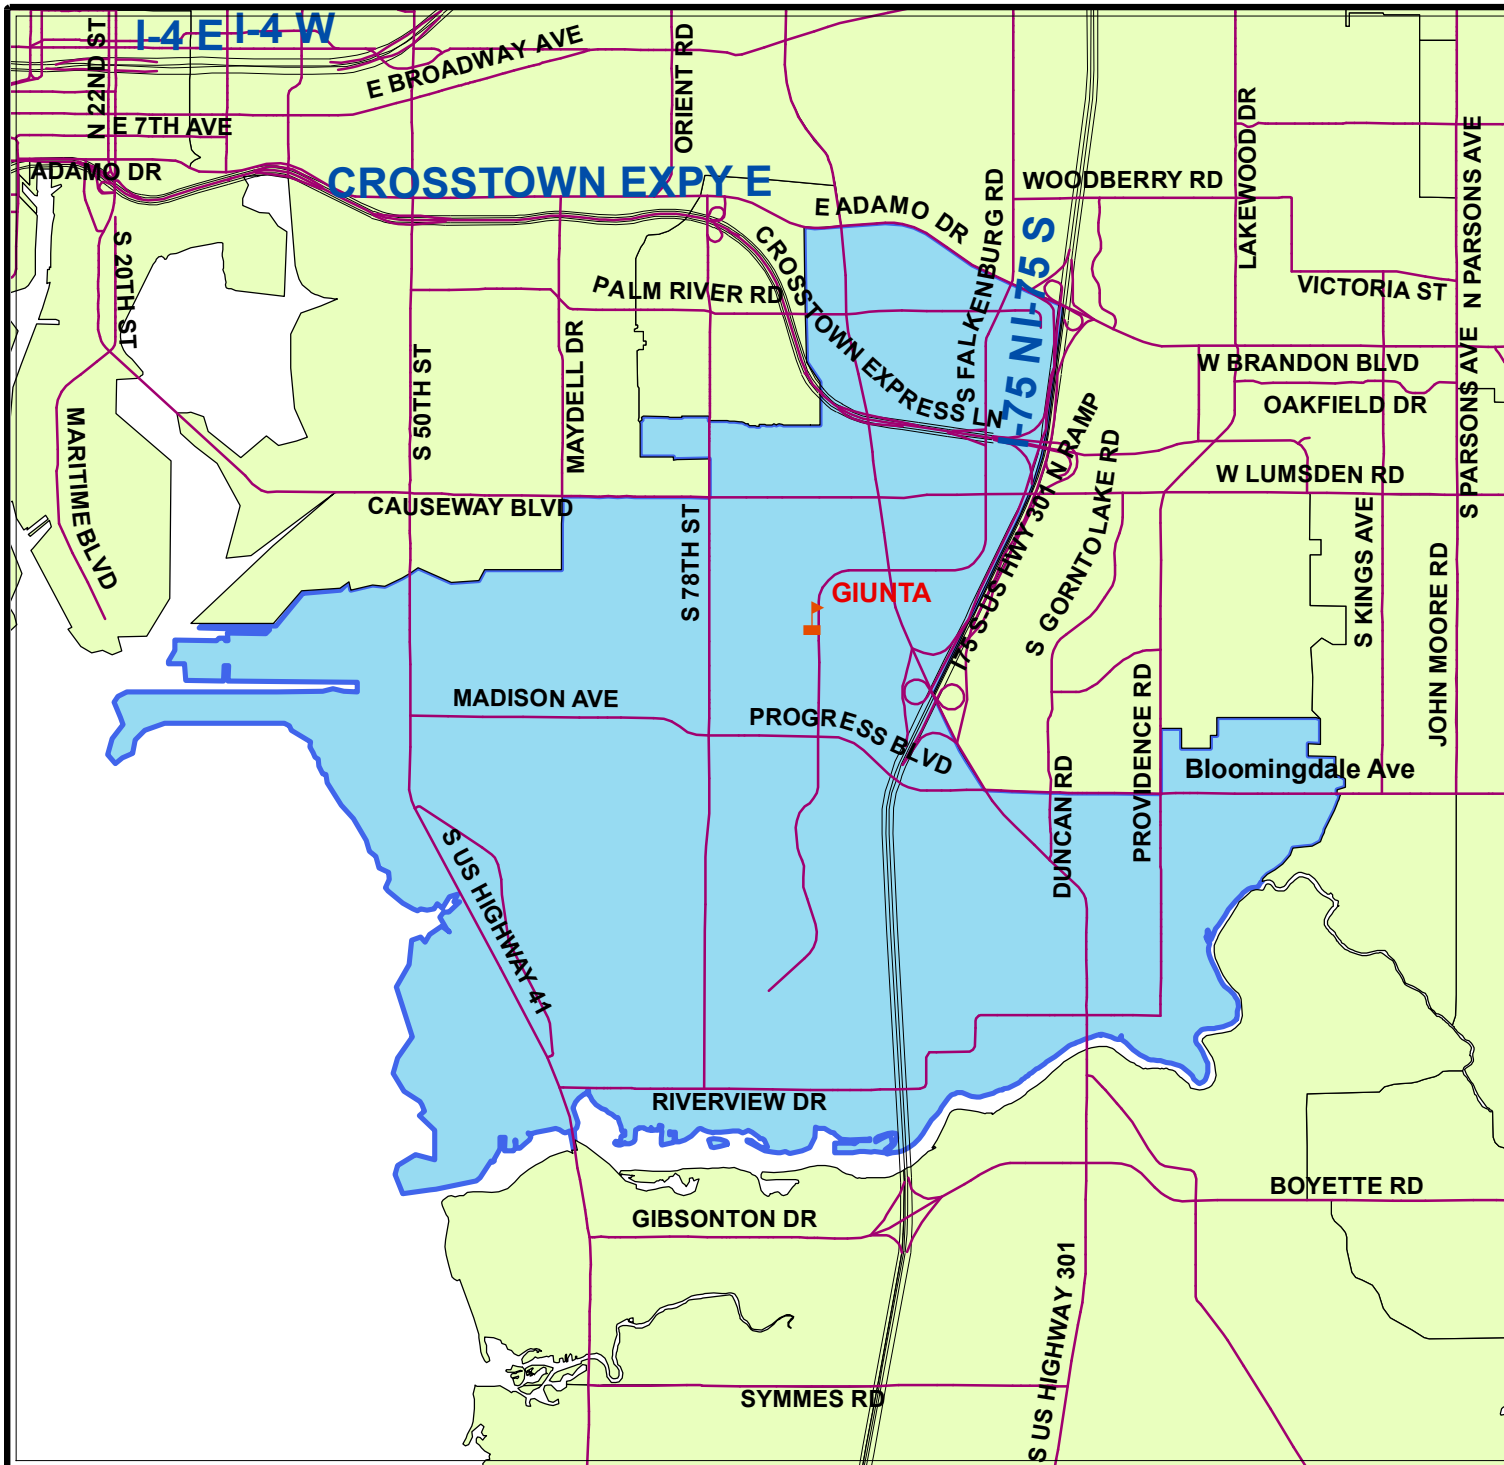 I-4 E
I-4 W
N 22ND ST
E BROADWAY AVE
ORIENT RD
E 7TH AVE
ADAMO DR
CROSSTOWN EXPY E
WOODBERRY RD
LAKEWOOD DR
N PARSONS AVE
E ADAMO DR
S FALKENBURG RD
I-75 S
I-75 N
S 20TH ST
PALM RIVER RD
CROSSTOWN EXPRESS LN
VICTORIA ST
MAYDELL DR
S 50TH ST
W BRANDON BLVD
OAKFIELD DR
S PARSONS AVE
MARITIME BLVD
W LUMSDEN RD
CAUSEWAY BLVD
S 78TH ST
I75 S-US HWY 301 N RAMP
S GORNTO LAKE RD
S KINGS AVE
JOHN MOORE RD
GIUNTA
MADISON AVE
PROGRESS BLVD
PROVIDENCE RD
DUNCAN RD
Bloomingdale Ave
S US HIGHWAY 41
RIVERVIEW DR
BOYETTE RD
GIBSONTON DR
S US HIGHWAY 301
SYMMES RD